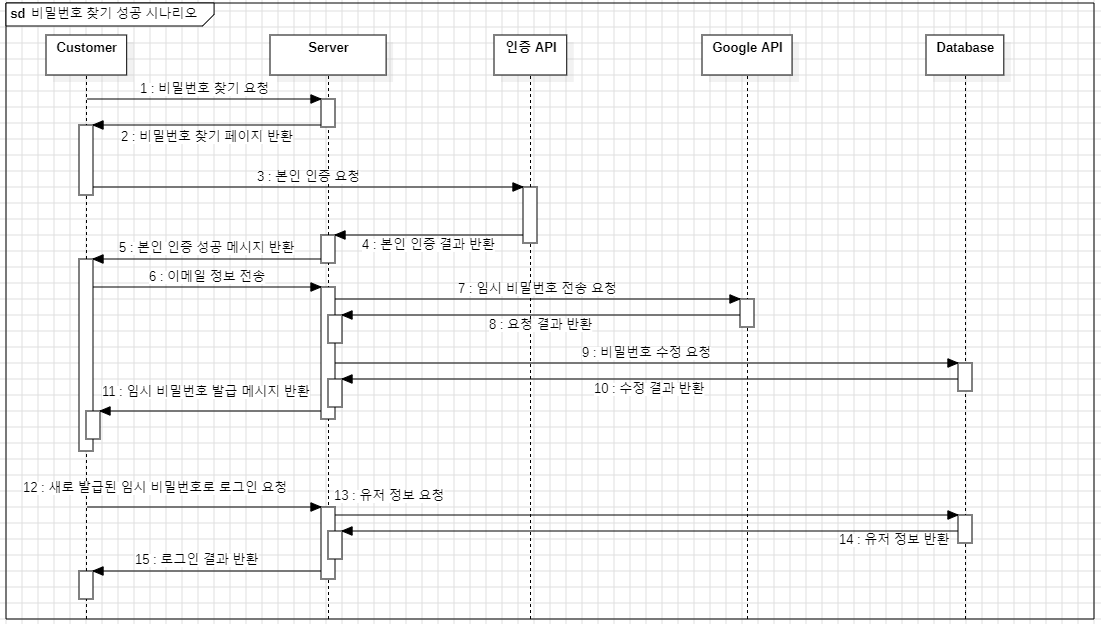 sd 비밀번호 찾기 성공 시나리오
Customer
Server
인증 API
Google API
Database
1 : 비밀번호 찾기 요청
2 : 비밀번호 찾기 페이지 반환
3 : 본인 인증 요청
4 : 본인 인증 결과 반환
5 : 본인 인증 성공 메시지 반환
6 : 이메일 정보 전송
7 : 임시 비밀번호 전송 요청
8 : 요청 결과 반환
9 : 비밀번호 수정 요청
10 : 수정 결과 반환
11 : 임시 비밀번호 발급 메시지 반환
12 : 새로 발급된 임시 비밀번호로 로그인 요청
13 : 유저 정보 요청
14 : 유저 정보 반환
15 : 로그인 결과 반환